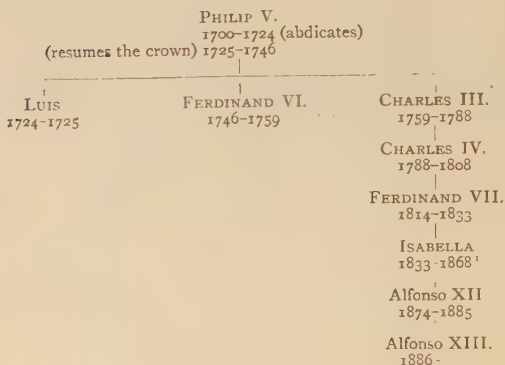 PHILIP V.
1700-1724 (abdicates)
(resumes the crown) 1725-1746
LUIS
1724-1725
FERDINAND VI.
1746-1759
CHARLES III.
1759-1788
CHARLES IV.
1788-1808
FERDINAND VII.
1814-1833
ISABELLA
1833-1868¹
Alfonso XII
1874-1885
Alfonso XIII.
1886-